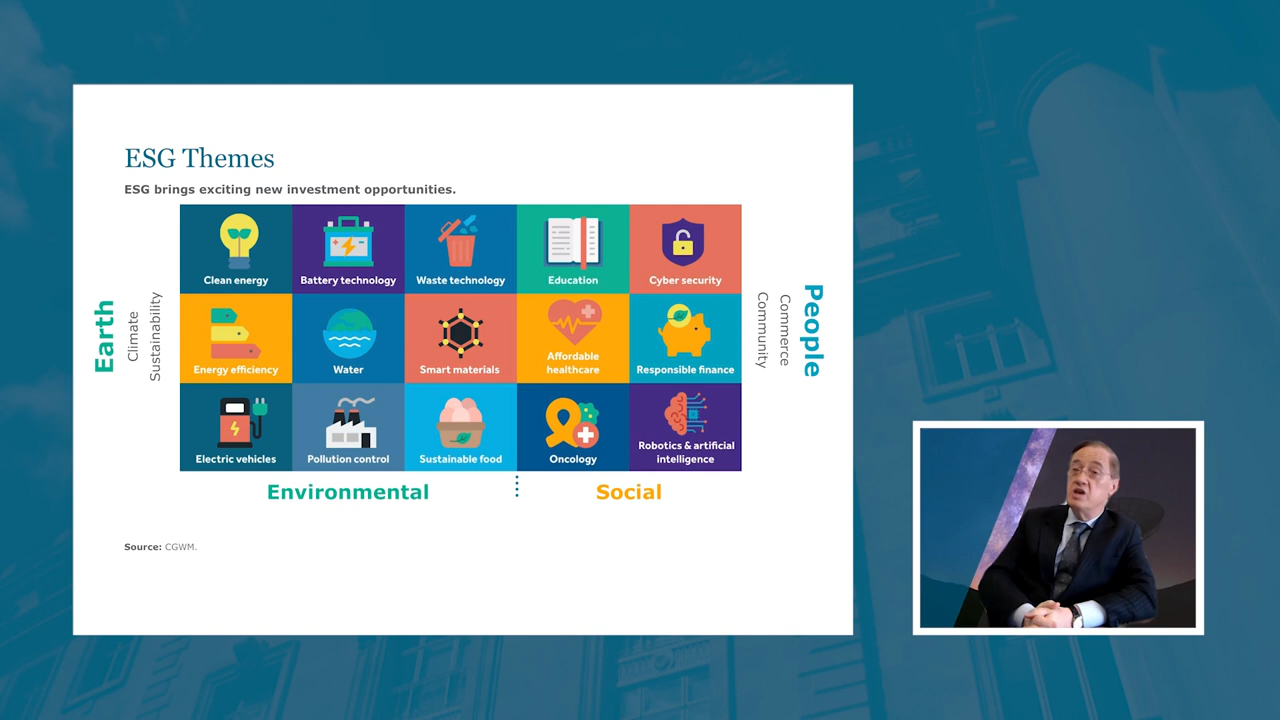 ESG Themes
ESG brings exciting new investment opportunities.
Earth
Climate
Sustainability
Clean energy
Battery technology
Waste technology
Education
Cyber security
Energy efficiency
Water
Smart materials
Affordable
healthcare
Responsible finance
Electric vehicles
Pollution control
Sustainable food
Oncology
Robotics & artificial
intelligence
Community
Commerce
People
Environmental
Social
Source: CGWM.